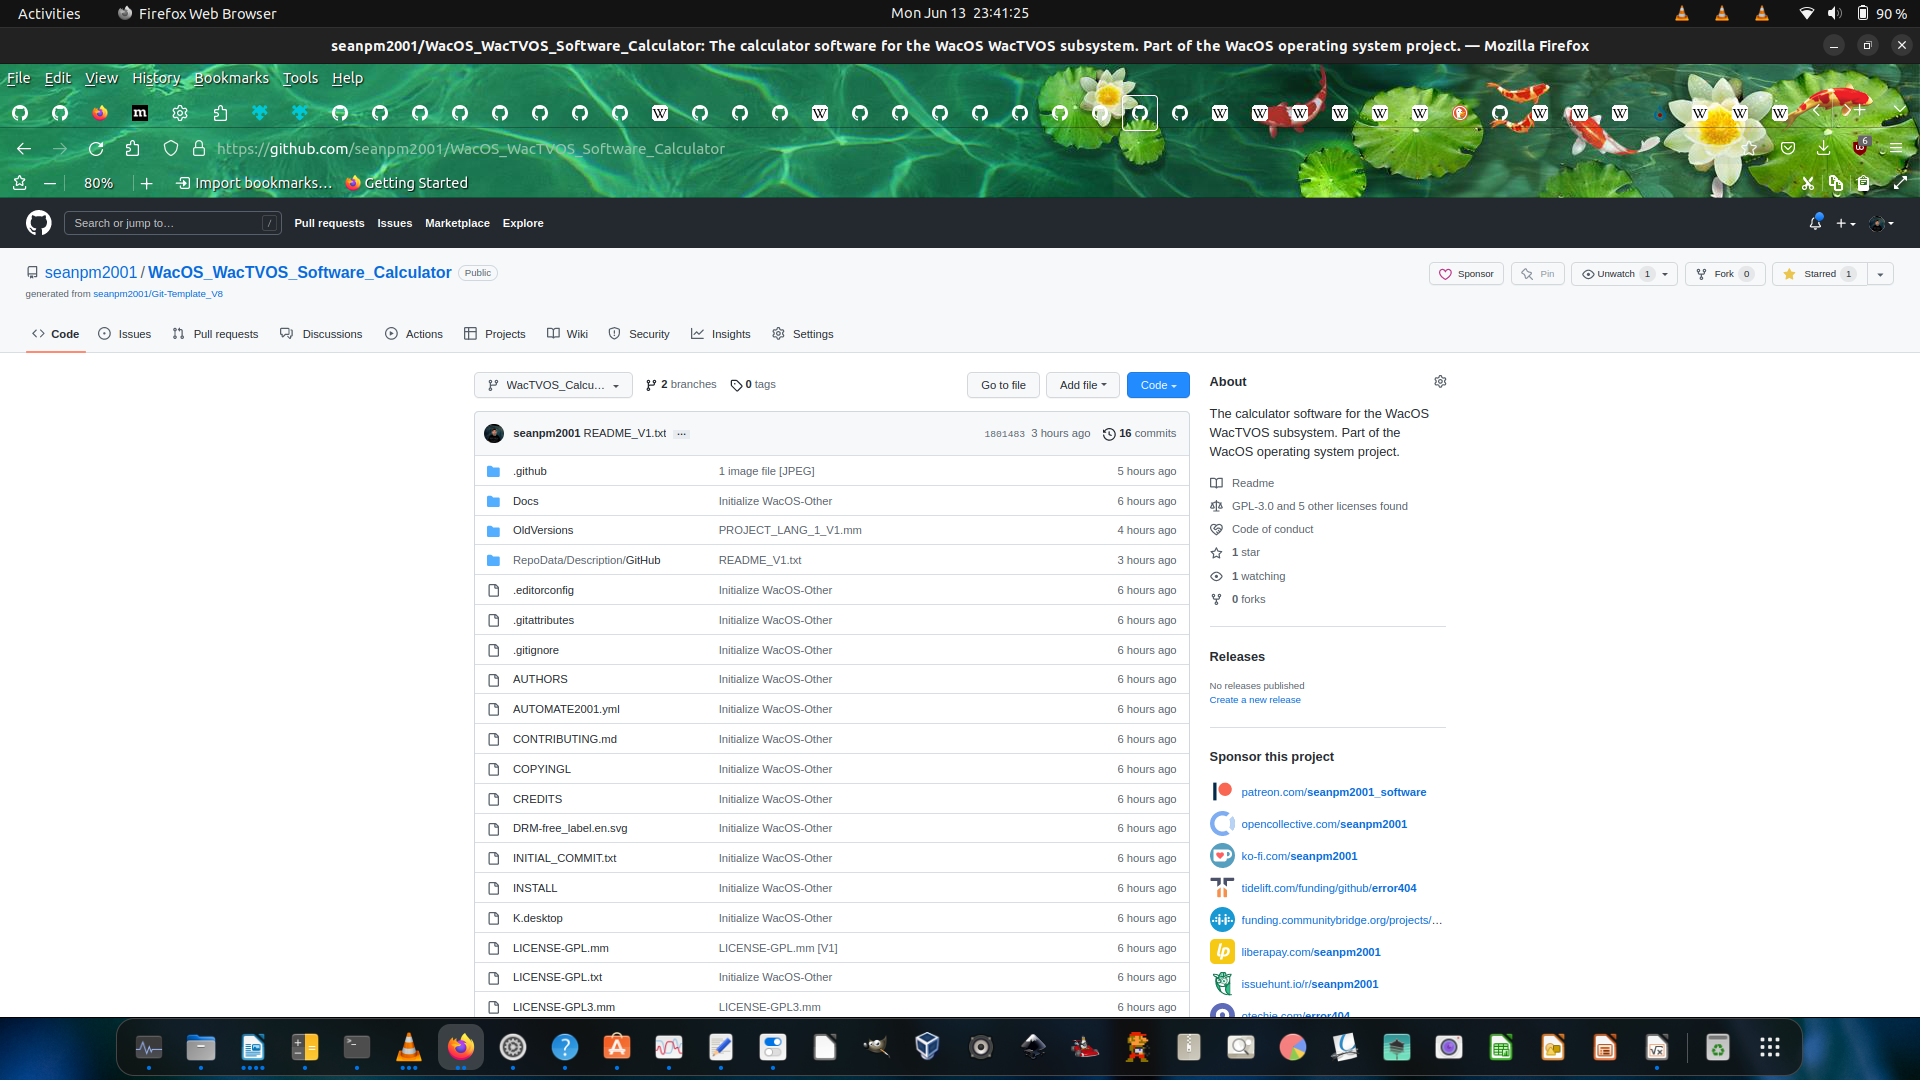 Activities Firefox Web Browser Mon Jun 13 23:41:25 90 %
seanpm2001/WacOS_WacTVOS_Software_Calculator: The calculator software for the WacOS WacTVOS subsystem. Part of the WacOS operating system project. — Mozilla Firefox
File Edit View History Bookmarks Tools Help
https://github.com/seanpm2001/WacOS_WacTVOS_Software_Calculator 6
80% Import bookmarks… Getting Started
Search or jump to… / Pull requests Issues Marketplace Explore
seanpm2001 / WacOS_WacTVOS_Software_Calculator Public
Sponsor Pin Unwatch 1 Fork 0 Starred 1
generated from seanpm2001/Git-Template_V8
Code Issues Pull requests Discussions Actions Projects Wiki Security Insights Settings
WacTVOS_Calcu… 2 branches 0 tags Go to file Add file Code
seanpm2001 README_V1.txt ... 1801483 3 hours ago 16 commits
.github 1 image file [JPEG] 5 hours ago
Docs Initialize WacOS-Other 6 hours ago
OldVersions PROJECT_LANG_1_V1.mm 4 hours ago
RepoData/Description/GitHub README_V1.txt 3 hours ago
.editorconfig Initialize WacOS-Other 6 hours ago
.gitattributes Initialize WacOS-Other 6 hours ago
.gitignore Initialize WacOS-Other 6 hours ago
AUTHORS Initialize WacOS-Other 6 hours ago
AUTOMATE2001.yml Initialize WacOS-Other 6 hours ago
CONTRIBUTING.md Initialize WacOS-Other 6 hours ago
COPYINGL Initialize WacOS-Other 6 hours ago
CREDITS Initialize WacOS-Other 6 hours ago
DRM-free_label.en.svg Initialize WacOS-Other 6 hours ago
INITIAL_COMMIT.txt Initialize WacOS-Other 6 hours ago
INSTALL Initialize WacOS-Other 6 hours ago
K.desktop Initialize WacOS-Other 6 hours ago
LICENSE-GPL.mm LICENSE-GPL.mm [V1] 6 hours ago
LICENSE-GPL.txt Initialize WacOS-Other 6 hours ago
LICENSE-GPL3.mm LICENSE-GPL3.mm 6 hours ago
About
The calculator software for the WacOS
WacTVOS subsystem. Part of the
WacOS operating system project.
Readme
GPL-3.0 and 5 other licenses found
Code of conduct
1 star
1 watching
0 forks
Releases
No releases published
Create a new release
Sponsor this project
patreon.com/seanpm2001_software
opencollective.com/seanpm2001
ko-fi.com/seanpm2001
tidelift.com/funding/github/error404
funding.communitybridge.org/projects/…
liberapay.com/seanpm2001
issuehunt.io/r/seanpm2001
otechie.com/error404